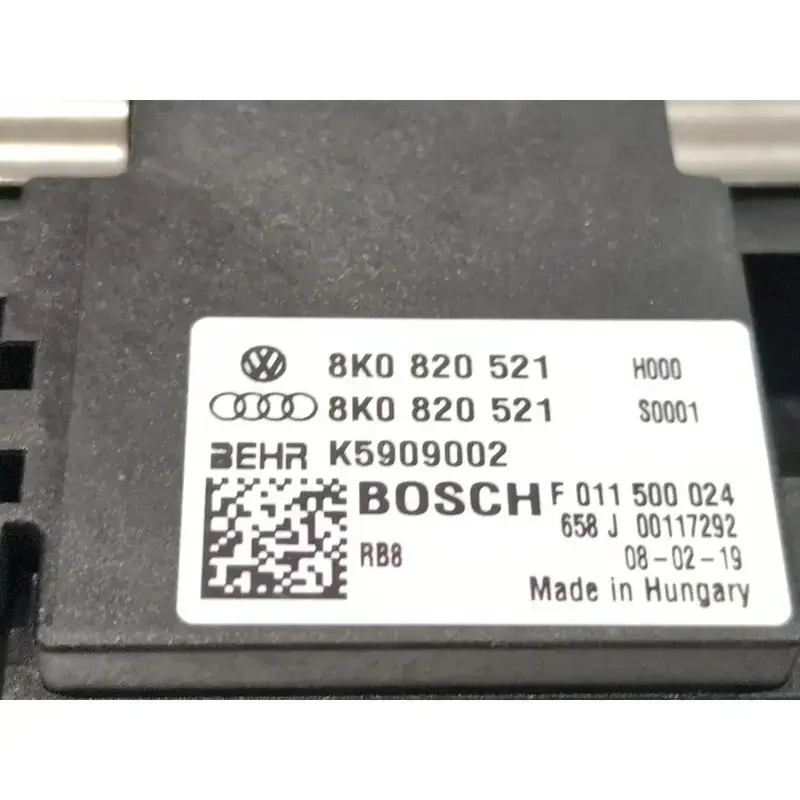 VW 8K0 820 521 H000
8K0 820 521 S0001
BEHR K5909002
BOSCH F 011 500 024
658 J 00117292
RB8 08-02-19
Made in Hungary